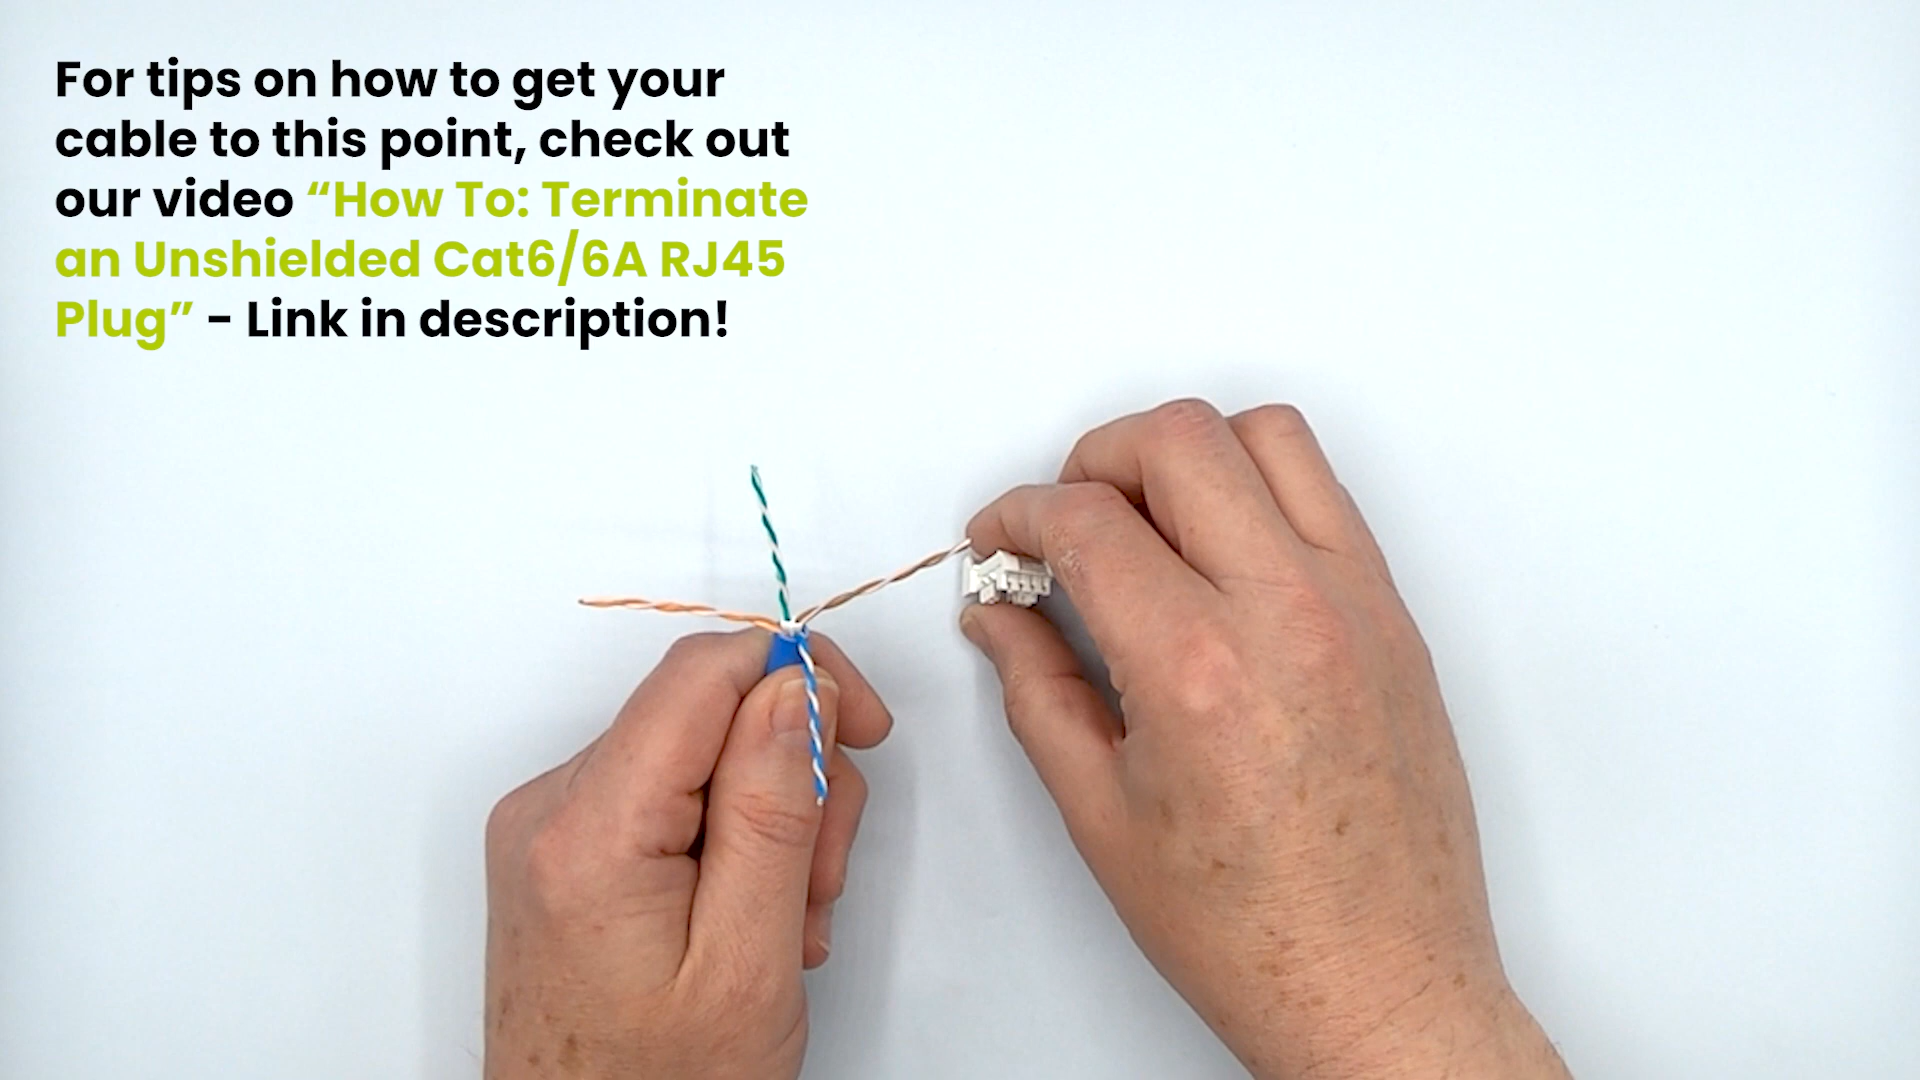 For tips on how to get your
cable to this point, check out
our video “How To: Terminate
an Unshielded Cat6/6A RJ45
Plug” - Link in description!